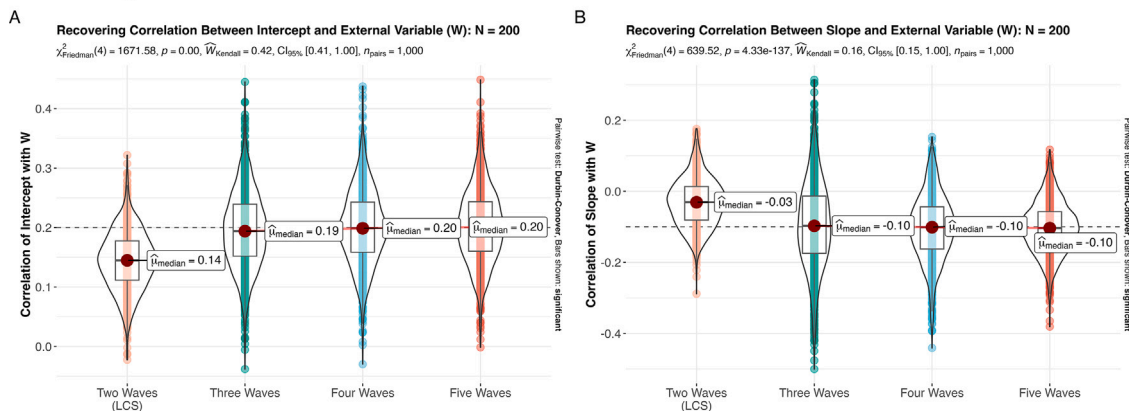 A
Recovering Correlation Between Intercept and External Variable (W): N = 200
χ²Friedman(4) = 1671.58, p = 0.00, ŴKendall = 0.42, CI95% [0.41, 1.00], npairs = 1,000
Correlation of Intercept with W
0.4
0.3
0.2
0.1
0.0
μ̂median = 0.14
μ̂median = 0.19
μ̂median = 0.20
μ̂median = 0.20
Pairwise test: Durbin-Conover, Bars shown: significant
Two Waves
(LCS)
Three Waves
Four Waves
Five Waves
B
Recovering Correlation Between Slope and External Variable (W): N = 200
χ²Friedman(4) = 639.52, p = 4.33e-137, ŴKendall = 0.16, CI95% [0.15, 1.00], npairs = 1,000
Correlation of Slope with W
0.2
0.0
-0.2
-0.4
μ̂median = -0.03
μ̂median = -0.10
μ̂median = -0.10
μ̂median = -0.10
Pairwise test: Durbin-Conover, Bars shown: significant
Two Waves
(LCS)
Three Waves
Four Waves
Five Waves